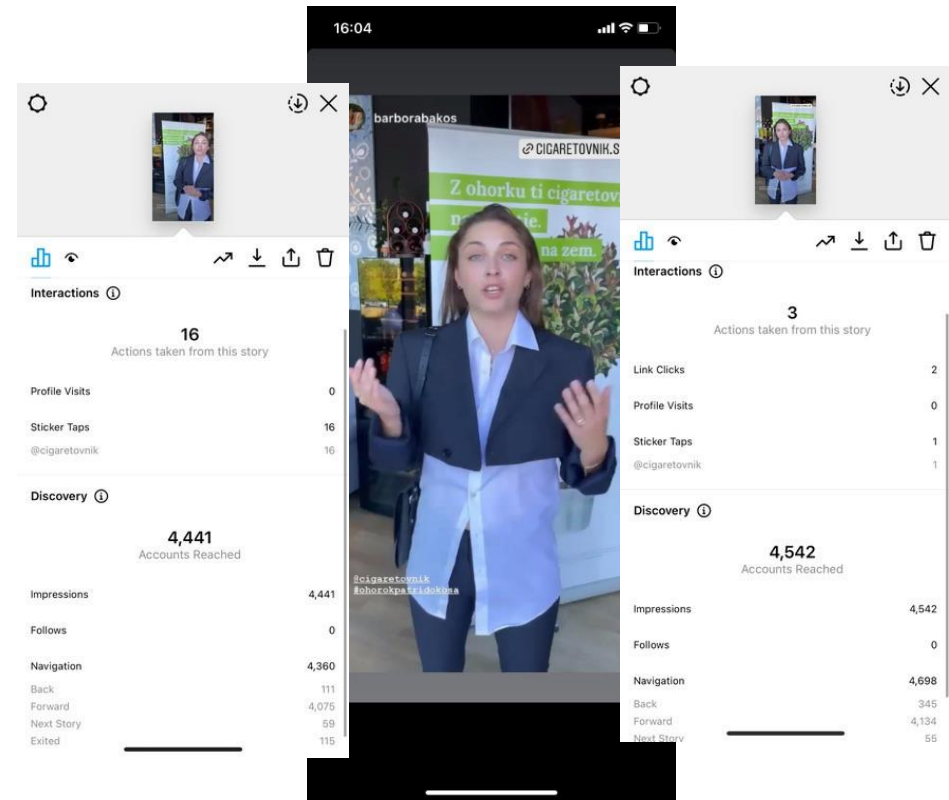 16:04
Interactions
16
Actions taken from this story
Profile Visits 0
Sticker Taps 16
@cigaretovnik 16
Discovery
4,441
Accounts Reached
Impressions 4,441
Follows 0
Navigation 4,360
Back 111
Forward 4,075
Next Story 59
Exited 115
barborabakos
CIGARETOVNIK.S
Z ohorku ti cigaretov
na zem.
@cigaretovnik
#ohorokpatridokosa
Interactions
3
Actions taken from this story
Link Clicks 2
Profile Visits 0
Sticker Taps 1
@cigaretovnik 1
Discovery
4,542
Accounts Reached
Impressions 4,542
Follows 0
Navigation 4,698
Back 345
Forward 4,134
Next Story 55